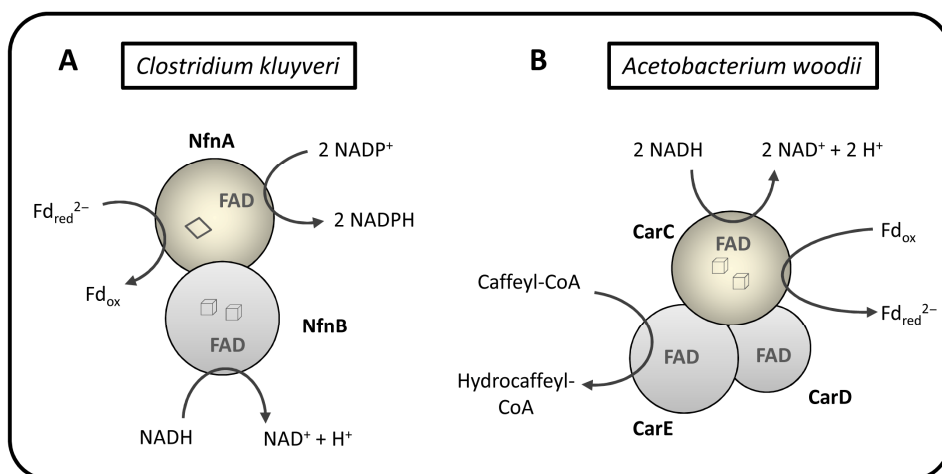 A
Clostridium kluyveri
NfnA
2 NADP⁺
FAD
Fdred²⁻
2 NADPH
Fdox
NfnB
FAD
NADH
NAD⁺ + H⁺
B
Acetobacterium woodii
2 NADH
2 NAD⁺ + 2 H⁺
CarC
FAD
Fdox
Caffeyl-CoA
Fdred²⁻
FAD
FAD
Hydrocaffeyl-
CoA
CarD
CarE